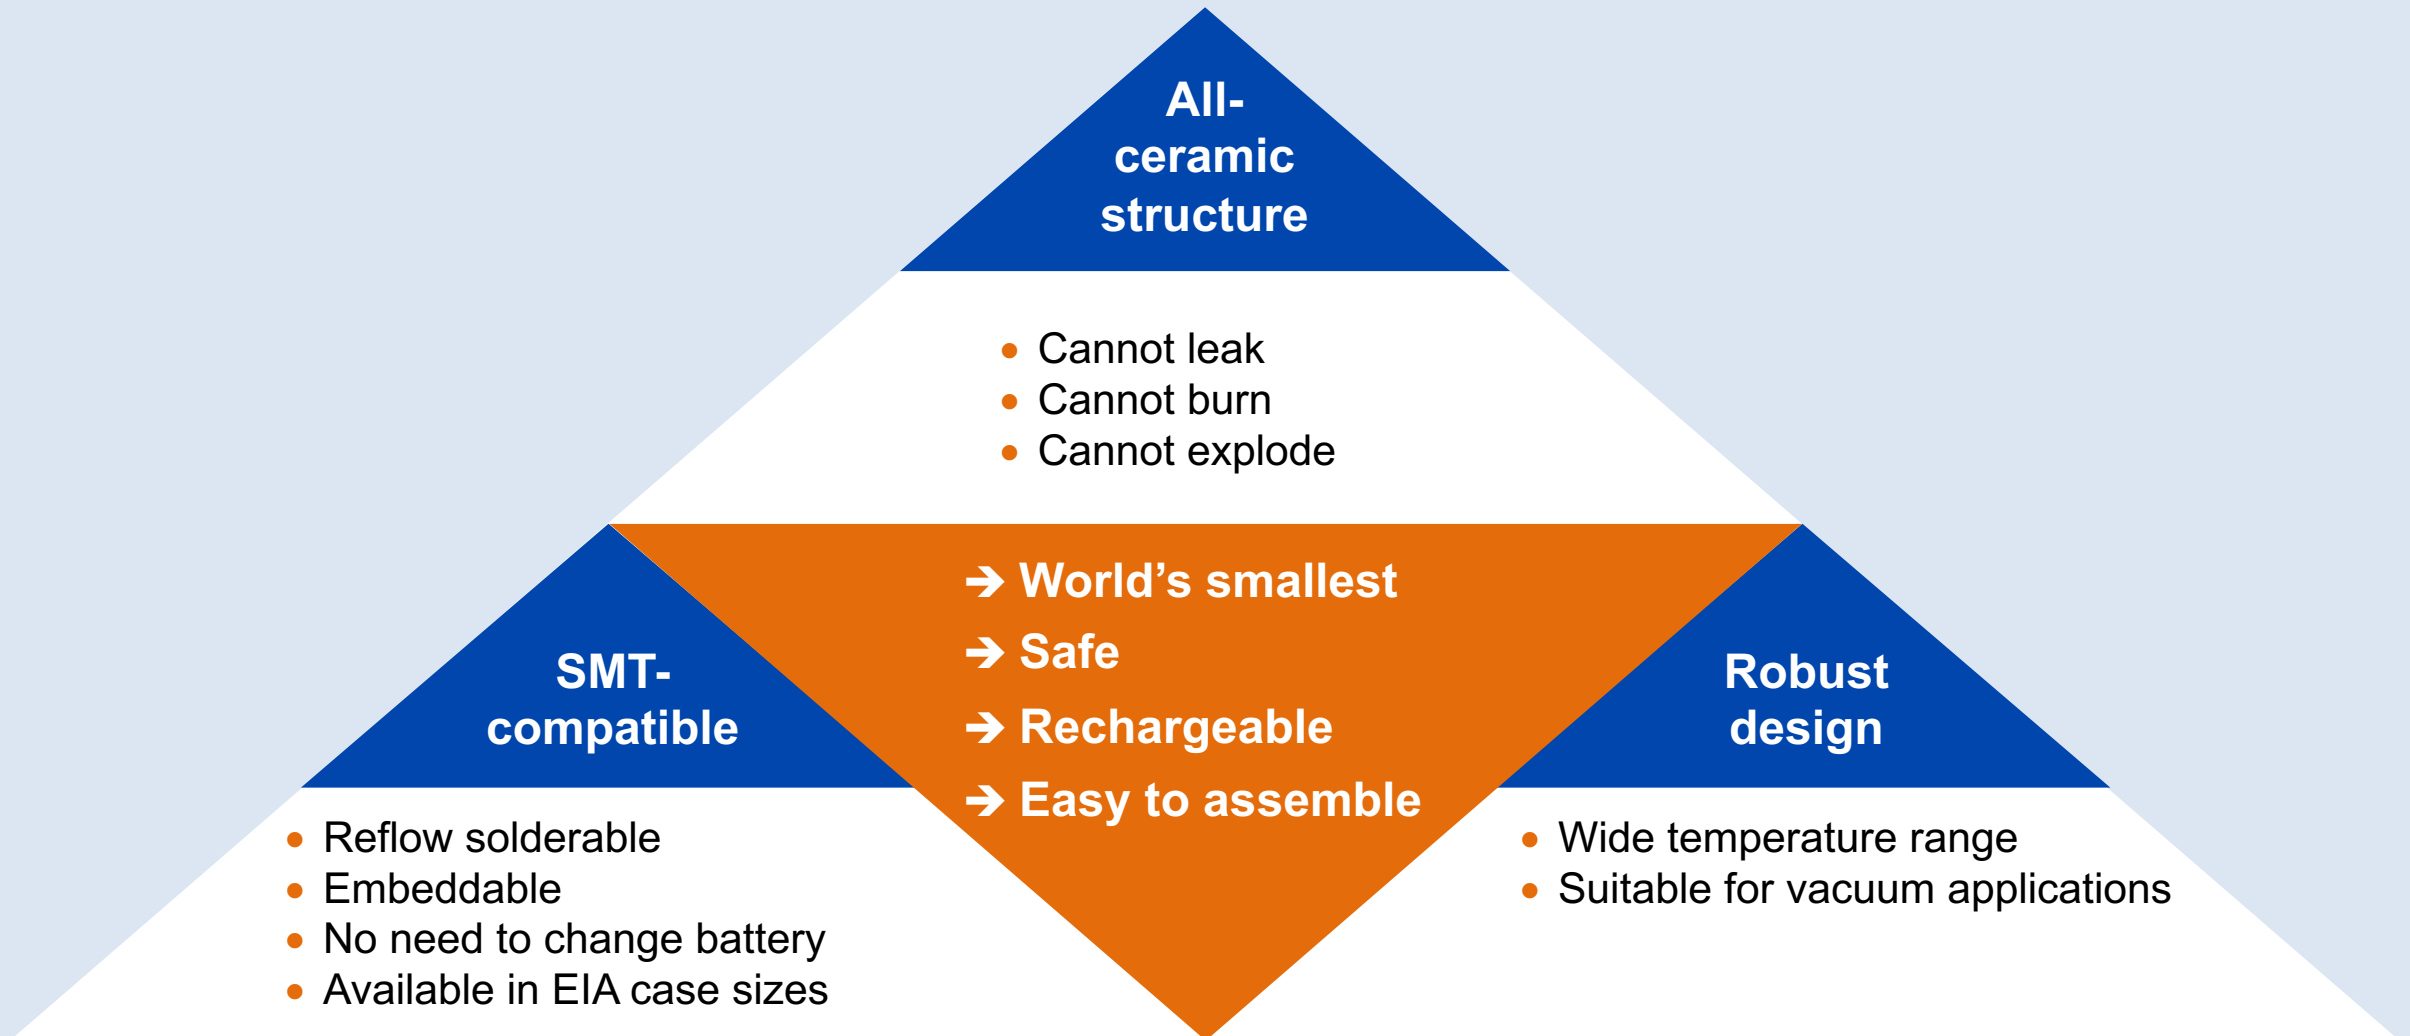 All-
ceramic
structure
• Cannot leak
• Cannot burn
• Cannot explode
➔ World’s smallest
➔ Safe
➔ Rechargeable
➔ Easy to assemble
SMT-
compatible
• Reflow solderable
• Embeddable
• No need to change battery
• Available in EIA case sizes
Robust
design
• Wide temperature range
• Suitable for vacuum applications